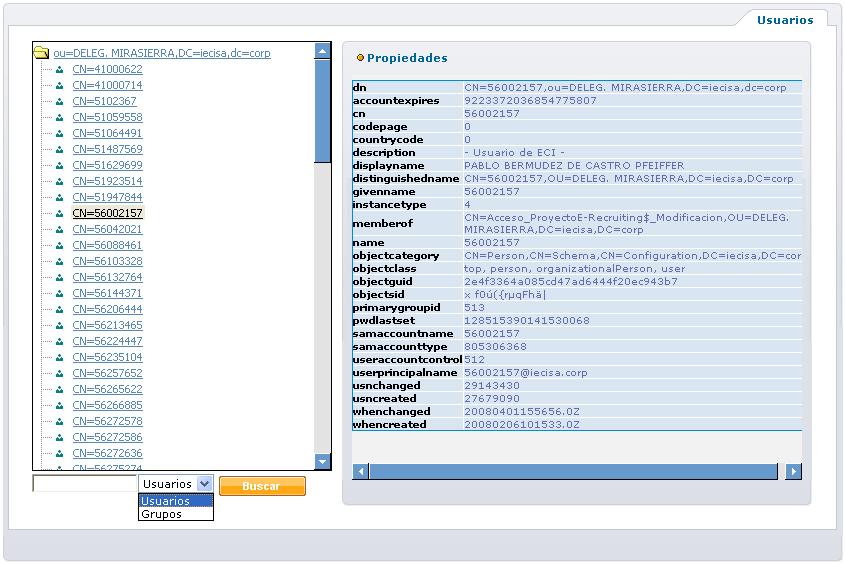 Usuarios
ou=DELEG. MIRASIERRA,DC=iecisa,dc=corp
CN=41000622
CN=41000714
CN=5102367
CN=51059558
CN=51064491
CN=51487569
CN=51629699
CN=51923514
CN=51947844
CN=56002157
CN=56042021
CN=56088461
CN=56103328
CN=56132764
CN=56144371
CN=56206444
CN=56213465
CN=56224447
CN=56235104
CN=56257652
CN=56265622
CN=56266885
CN=56272578
CN=56272586
CN=56272636
CN=56275274
Usuarios
Buscar
Usuarios
Grupos
Propiedades
dn CN=56002157,ou=DELEG. MIRASIERRA,DC=iecisa,dc=corp
accountexpires 9223372036854775807
cn 56002157
codepage 0
countrycode 0
description - Usuario de ECI -
displayname PABLO BERMUDEZ DE CASTRO PFEIFFER
distinguishedname CN=56002157,OU=DELEG. MIRASIERRA,DC=iecisa,DC=corp
givenname 56002157
instancetype 4
memberof CN=Acceso_ProyectoE-Recruiting$_Modificacion,OU=DELEG.
MIRASIERRA,DC=iecisa,DC=corp
name 56002157
objectcategory CN=Person,CN=Schema,CN=Configuration,DC=iecisa,DC=cor
objectclass top, person, organizationalPerson, user
objectguid 2e4f3364a085cd47ad6444f20ec943b7
objectsid x f0ú({rµqFhä|
primarygroupid 513
pwdlastset 128515390141530068
samaccountname 56002157
samaccounttype 805306368
useraccountcontrol 512
userprincipalname 56002157@iecisa.corp
usnchanged 29143430
usncreated 27679090
whenchanged 20080401155656.0Z
whencreated 20080206101533.0Z